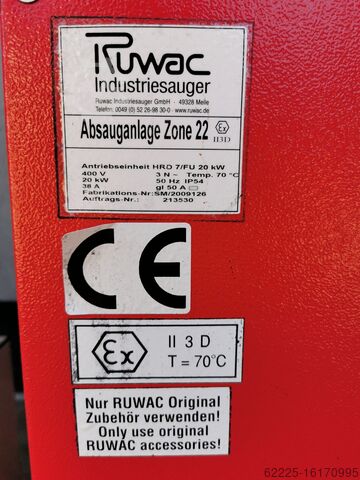 Ruwac
Industriesauger
Ruwac Industriesauger GmbH - 49328 Melle
Telefon: 0049 (0) 52 26-98 30-0 - www.ruwac.de
Absauganlage Zone 22 Ex
II3D
Antriebseinheit HRD 7/FU 20 kW
400 V 3 N~ Temp. 70 °C
20 kW 50 Hz IP54
38 A gl 50 A
Fabrikations-Nr:SM/2009126
Auftrags-Nr.: 213530
CE
Ex II 3 D
T = 70°C
Nur RUWAC Original
Zubehör verwenden!
Only use original
RUWAC accessories!
62225-16170995